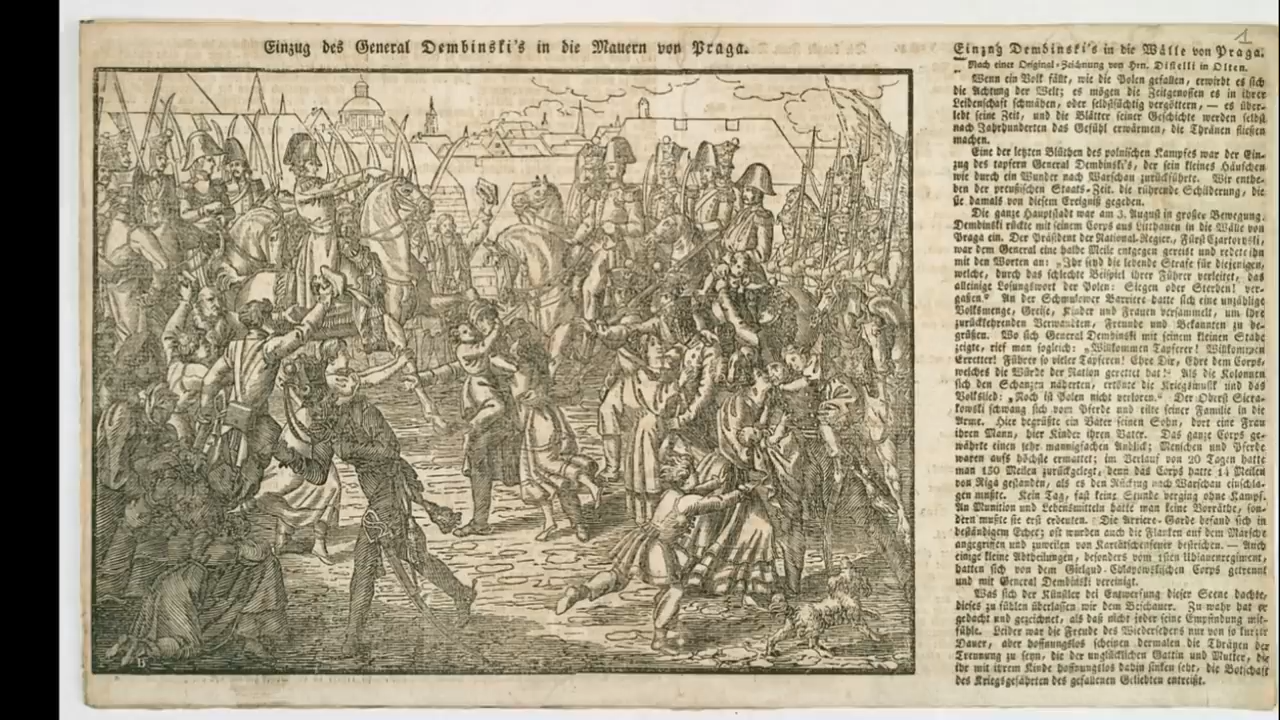 Einzug des General Dembinski's in die Mauern von Praga.
1
Einzug Dembinski's in die Wälle von Praga.
Nach einer Original-Zeichnung von Hrn. Disteli in Olten.
Wenn ein Volk fällt, wie die Polen gefallen, erwirbt es sich
die Achtung der Welt; es mögen die Zeitgenossen es in ihrer
Leidenschaft schmähen, oder selbstsüchtig vergöttern, — es über-
lebt seine Zeit, und die Blätter seiner Geschichte werden selbst
nach Jahrhunderten das Gefühl erwärmen, die Thränen fließen
machen.
Eine der letzten Blüthen des polnischen Kampfes war der Ein-
zug des tapfern General Dembinski's, der sein kleines Häuschen
wie durch ein Wunder nach Warschau zurückführte. Wir enthe-
ben der preußischen Staats-Zeit. die rührende Schilderung, die
sie damals von diesem Ereigniß gegeben.
Die ganze Hauptstadt war am 3. August in großer Bewegung.
Dembinski rückte mit seinem Corps aus Litthauen in die Wälle von
Praga ein. Der Präsident der National-Regier., Fürst Czartoryski,
war dem General eine halbe Meile entgegen gereist und redete ihn
mit den Worten an: „Ihr seyd die lebende Strafe für diejenigen,
welche, durch das schlechte Beispiel ihrer Führer verleitet, das
alleinige Losungswort der Polen: Siegen oder Sterben! ver-
gaßen." An der Schmulower Barriere hatte sich eine unzählige
Volksmenge, Greise, Kinder und Frauen versammelt, um ihre
zurückkehrenden Verwandten, Freunde und Bekannten zu be-
grüßen. Wo sich General Dembinski mit seinem kleinen Stabe
zeigte, rief man sogleich: „Willkommen Tapferer! Willkommen
Erretter! Führer so vieler Tapferen! Ehre Dir, Ehre dem Corps,
welches die Würde der Nation gerettet hat!" Als die Kolonnen
sich den Schanzen näherten, ertönte die Kriegsmusik und das
Volkslied: „Noch ist Polen nicht verloren." Der Oberst Siera-
kowski schwang sich vom Pferde und eilte seiner Familie in die
Arme. Hier begrüßte ein Vater seinen Sohn, dort eine Frau
ihren Mann, hier Kinder ihren Vater. Das ganze Corps ge-
währte einen sehr mannigfachen Anblick; Menschen und Pferde
waren aufs höchste ermattet; im Verlauf von 20 Tagen hatte
man 150 Meilen zurückgelegt, denn das Corps hatte 14 Meilen
von Riga gestanden, als es den Rückzug nach Warschau einschla-
gen mußte. Kein Tag, fast keine Stunde verging ohne Kampf.
An Munition und Lebensmitteln hatte man keine Vorräthe, son-
dern mußte sie erst erbeuten. Die Arriere-Garde befand sich in
beständigem Echec; oft wurden auch die Flanken auf dem Marsche
angegriffen und zuweilen von Kartätschenfeuer bestrichen. — Auch
einige kleine Abtheilungen, besonders vom 1sten Uhlanenregiment,
hatten sich von dem Gielgud-Chlapowskischen Corps getrennt
und mit General Dembinski vereinigt.
Was sich der Künstler bei Entwerfung dieser Scene dachte,
dieses zu fühlen überlassen wir dem Beschauer. Zu wahr hat er
gedacht und gezeichnet, als daß nicht jeder seine Empfindung mit-
fühle. Leider war die Freude des Wiedersehens nur von so kurzer
Dauer, aber hoffnungslos scheinen dermalen die Thränen der
Trennung zu seyn, die der unglücklichen Gattin und Mutter, die
ihr mit ihrem Kinde hoffnungslos dahin sinken seht, die Botschaft
des Kriegsgefährten des gefallenen Geliebten entreißt.